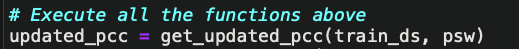 # Execute all the functions above
updated_pcc = get_updated_pcc(train_ds, psw)